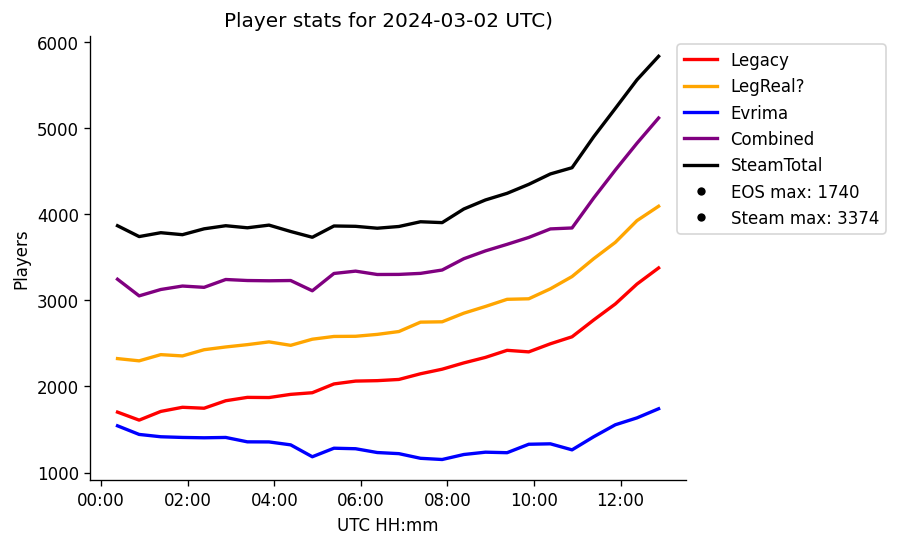 Player stats for 2024-03-02 UTC)
6000
5000
4000
3000
2000
1000
Players
00:00
02:00
04:00
06:00
08:00
10:00
12:00
UTC HH:mm
Legacy
LegReal?
Evrima
Combined
SteamTotal
EOS max: 1740
Steam max: 3374